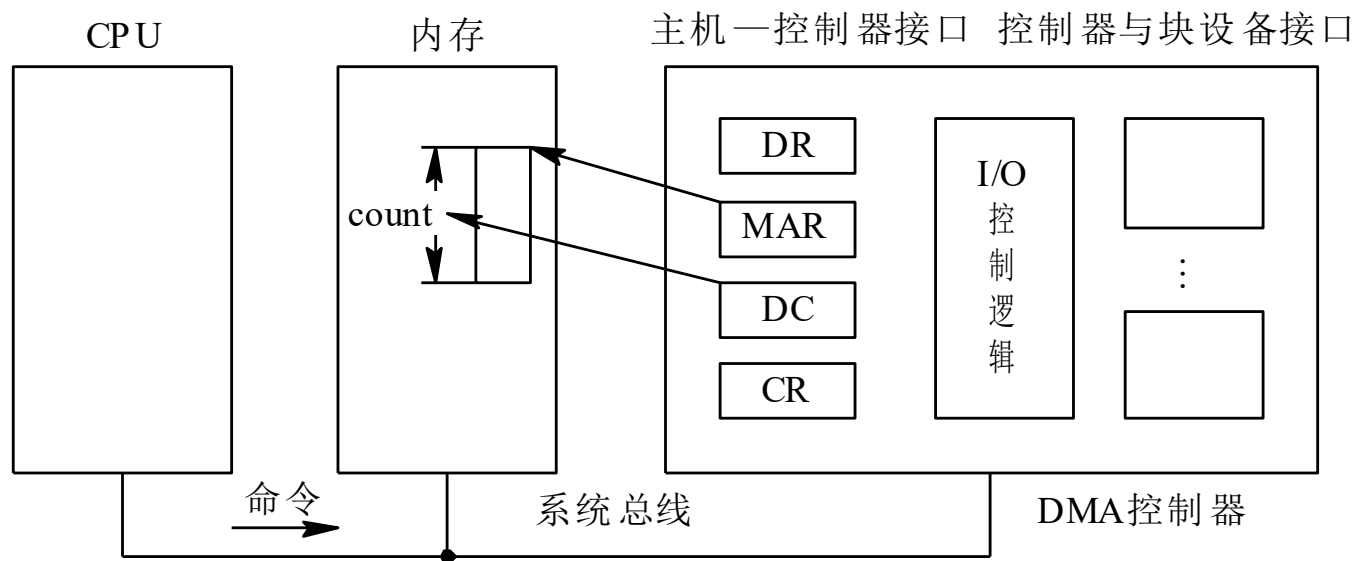 CPU
内存
主机—控制器接口
控制器与块设备接口
count
DR
MAR
DC
CR
I/O
控
制
逻
辑
⋮
命令
系统总线
DMA控制器